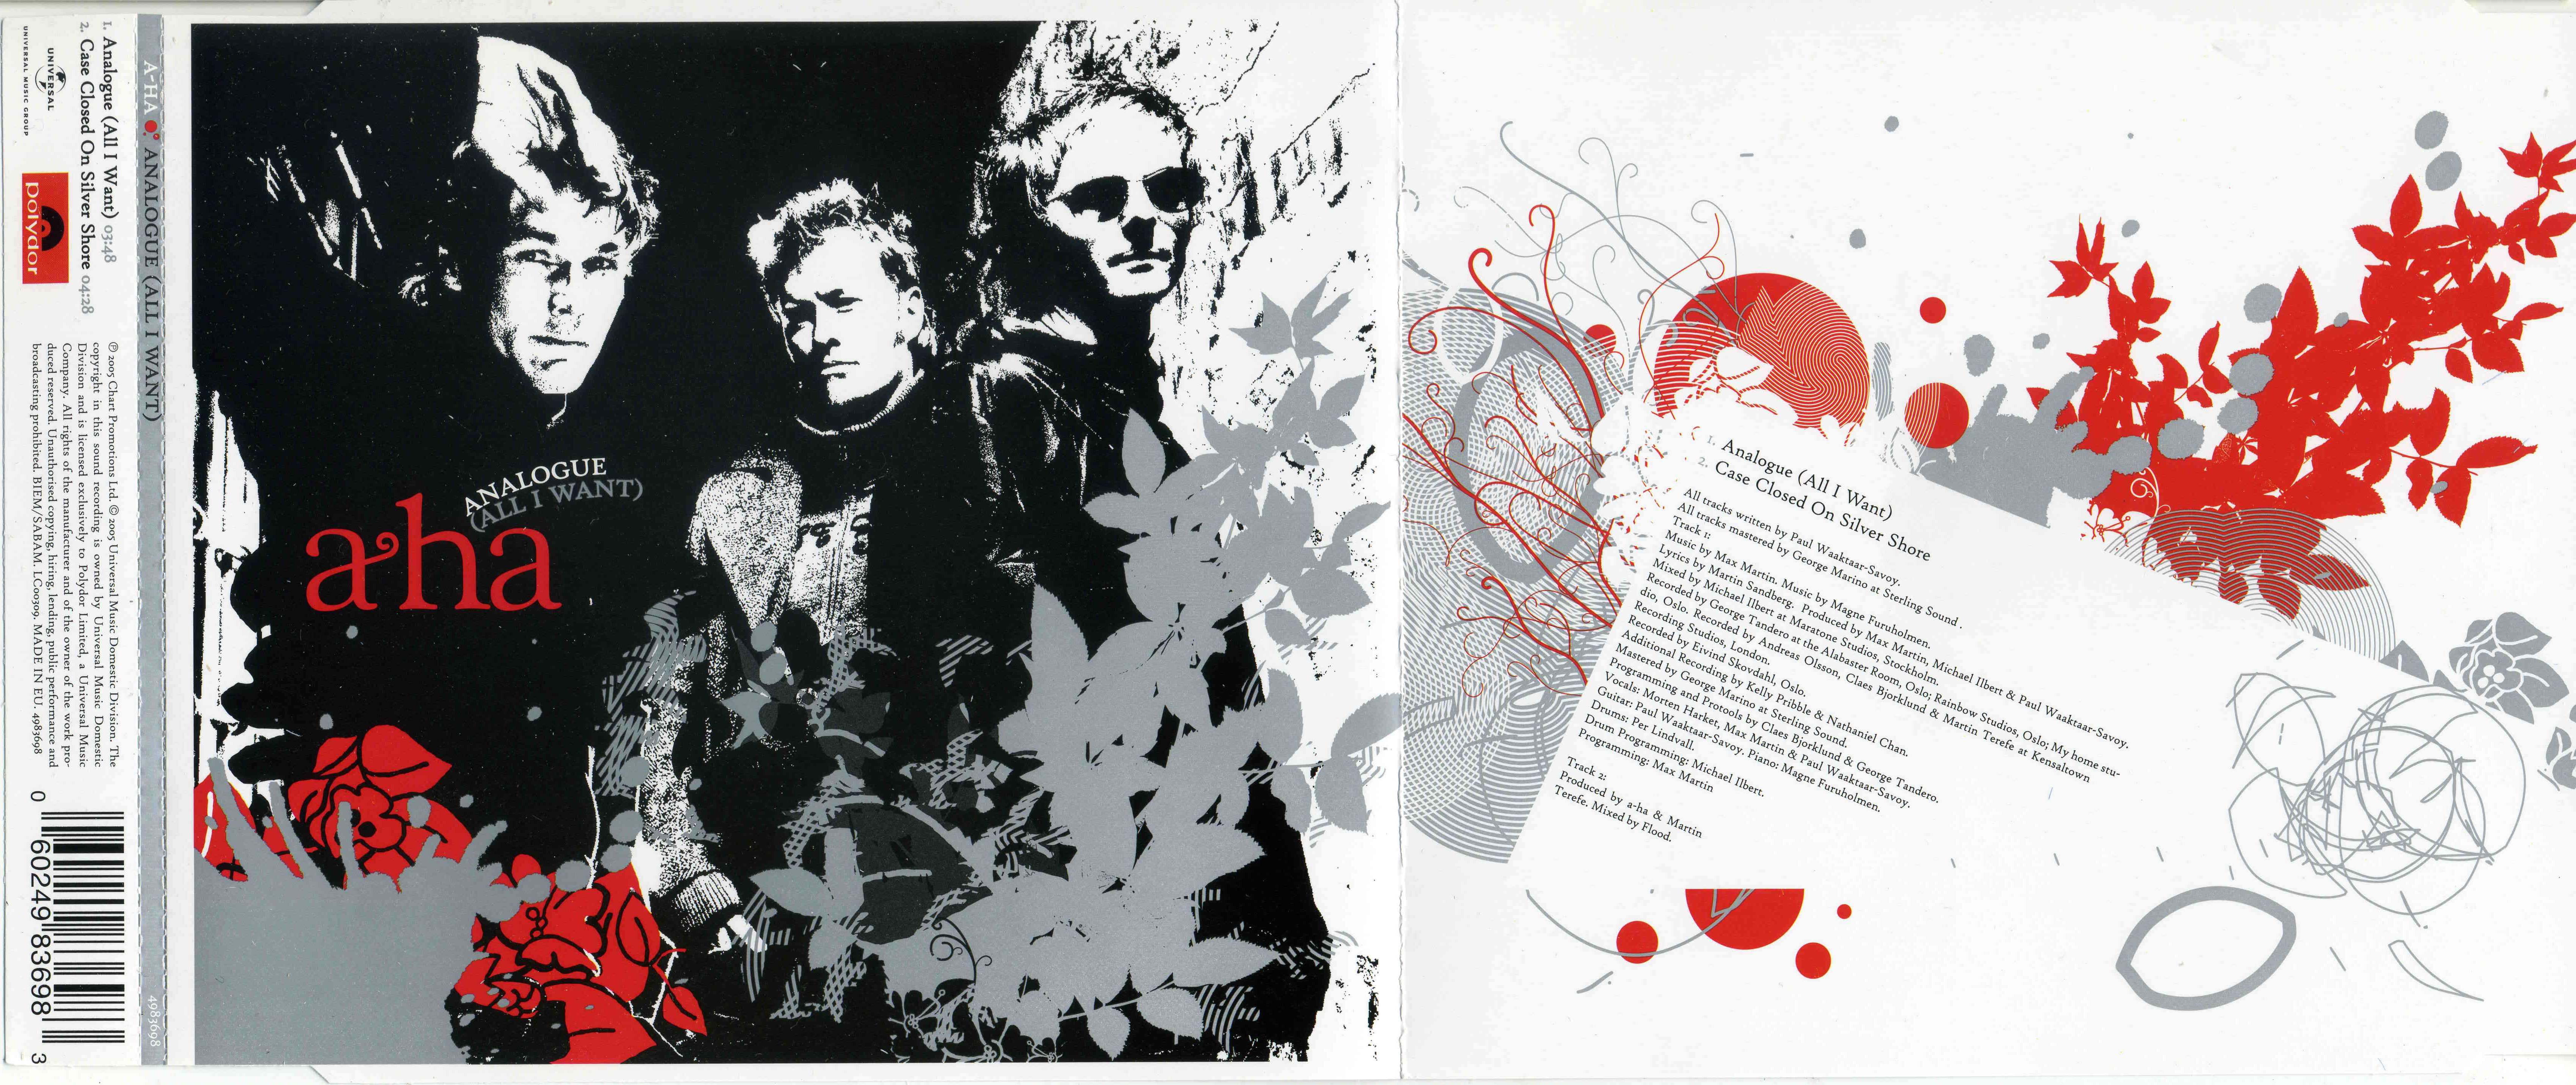 1. Analogue (All I Want) 03:48
2. Case Closed On Silver Shore 04:28
UNIVERSAL
UNIVERSAL MUSIC GROUP
polydor
℗ 2005 Chart Promotions Ltd. © 2005 Universal Music Domestic Division. The
copyright in this sound recording is owned by Universal Music Domestic
Division and is licensed exclusively to Polydor Limited, a Universal Music
Company. All rights of the manufacturer and of the owner of the work pro-
duced reserved. Unauthorised copying, hiring, lending, public performance and
broadcasting prohibited. BIEM/SABAM. LC00309. MADE IN EU. 4983698
0 602498 36983
A-HA ANALOGUE (ALL I WANT)
4983698
ANALOGUE
(ALL I WANT)
a-ha
1. Analogue (All I Want)
2. Case Closed On Silver Shore
All tracks written by Paul Waaktaar-Savoy.
All tracks mastered by George Marino at Sterling Sound.
Track 1:
Music by Max Martin. Music by Magne Furuholmen.
Lyrics by Martin Sandberg. Produced by Max Martin, Michael Ilbert & Paul Waaktaar-Savoy.
Mixed by Michael Ilbert at Maratone Studios, Stockholm.
Recorded by George Tandero at the Alabaster Room, Oslo; Rainbow Studios, Oslo; My home stu-
dio, Oslo. Recorded by Andreas Olsson, Claes Bjorklund & Martin Terefe at Kensaltown
Recording Studios, London.
Recorded by Eivind Skovdahl, Oslo.
Additional Recording by Kelly Pribble & Nathaniel Chan.
Mastered by George Marino at Sterling Sound.
Programming and Protools by Claes Bjorklund & George Tandero.
Vocals: Morten Harket, Max Martin & Paul Waaktaar-Savoy.
Guitar: Paul Waaktaar-Savoy. Piano: Magne Furuholmen.
Drums: Per Lindvall.
Drum Programming: Michael Ilbert.
Programming: Max Martin
Track 2:
Produced by a-ha & Martin
Terefe. Mixed by Flood.